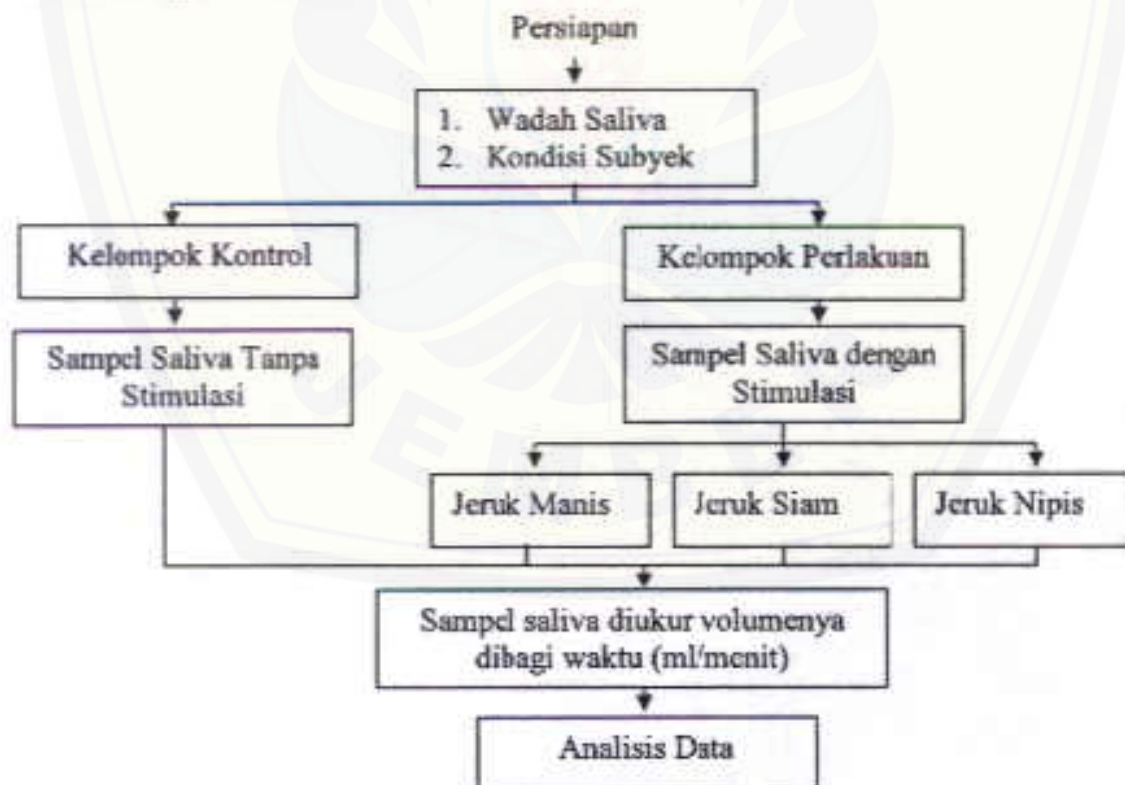 Persiapan
1. Wadah Saliva
2. Kondisi Subyek
Kelompok Kontrol
Kelompok Perlakuan
Sampel Saliva Tanpa
Stimulasi
Sampel Saliva dengan
Stimulasi
Jeruk Manis
Jeruk Siam
Jeruk Nipis
Sampel saliva diukur volumenya
dibagi waktu (ml/menit)
Analisis Data
JEMBER